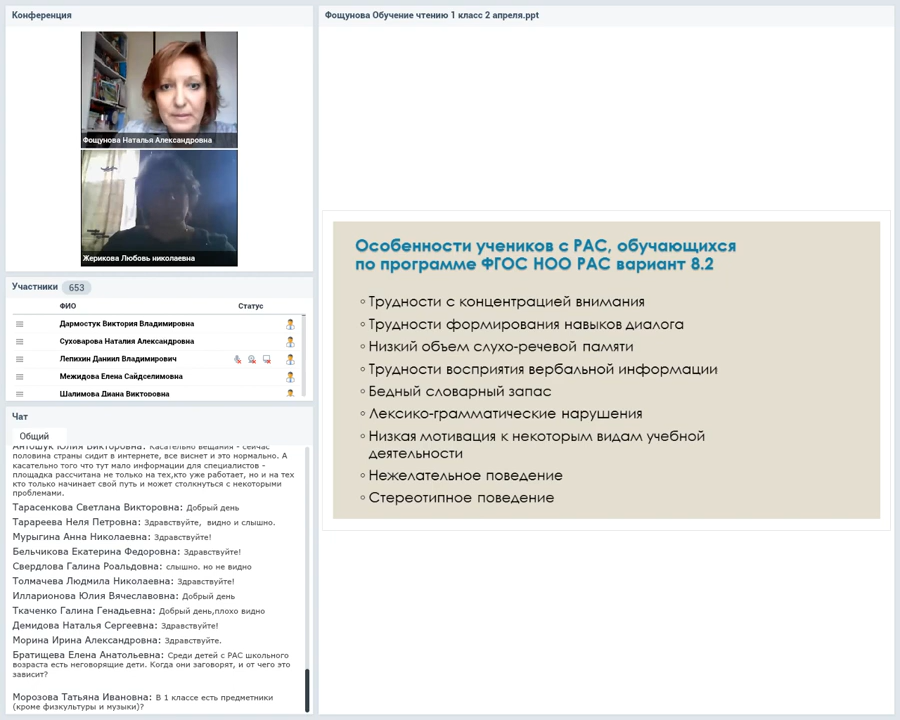 Конференция
Фощунова Наталья Александровна
Жерикова Любовь николаевна
Участники 653
ФИО Статус
Дармостук Виктория Владимировна
Суховарова Наталия Александровна
Лепихин Даниил Владимирович
Межидова Елена Сайдселимовна
Шалимова Диана Викторовна
Чат
Общий
Антошук Юлия Викторовна: Касательно вещания - сейчас
половина страны сидит в интернете, все виснет и это нормально. А
касательно того что тут мало информации для специалистов -
площадка рассчитана не только на тех,кто уже работает, но и на тех
кто только начинает свой путь и может столкнуться с некоторыми
проблемами.
Тарасенкова Светлана Викторовна: Добрый день
Тарареева Неля Петровна: Здравствуйте, видно и слышно.
Мурыгина Анна Николаевна: Здравствуйте!
Бельчикова Екатерина Федоровна: Здравствуйте!
Свердлова Галина Роальдовна: слышно. но не видно
Толмачева Людмила Николаевна: Здравствуйте!
Илларионова Юлия Вячеславовна: Добрый день
Ткаченко Галина Генадьевна: Добрый день,плохо видно
Демидова Наталья Сергеевна: Здравствуйте!
Морина Ирина Александровна: Здравствуйте.
Братищева Елена Анатольевна: Среди детей с РАС школьного
возраста есть неговорящие дети. Когда они заговорят, и от чего это
зависит?
Морозова Татьяна Ивановна: В 1 классе есть предметники
(кроме физкультуры и музыки)?
Фощунова Обучение чтению 1 класс 2 апреля.ppt
Особенности учеников с РАС, обучающихся
по программе ФГОС НОО РАС вариант 8.2
Трудности с концентрацией внимания
Трудности формирования навыков диалога
Низкий объем слухо-речевой памяти
Трудности восприятия вербальной информации
Бедный словарный запас
Лексико-грамматические нарушения
Низкая мотивация к некоторым видам учебной
деятельности
Нежелательное поведение
Стереотипное поведение